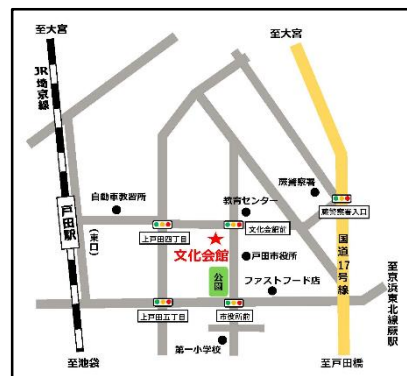 至大宮
至大宮
JR埼京線
蕨警察署
自動車教習所
教育センター
蕨警察署入口
戸田駅
(東口)
上戸田四丁目
文化会館前
文化会館
戸田市役所
国道17号線
公園
ファストフード店
至京浜東北線蕨駅
上戸田五丁目
市役所前
第一小学校
至池袋
至戸田橋